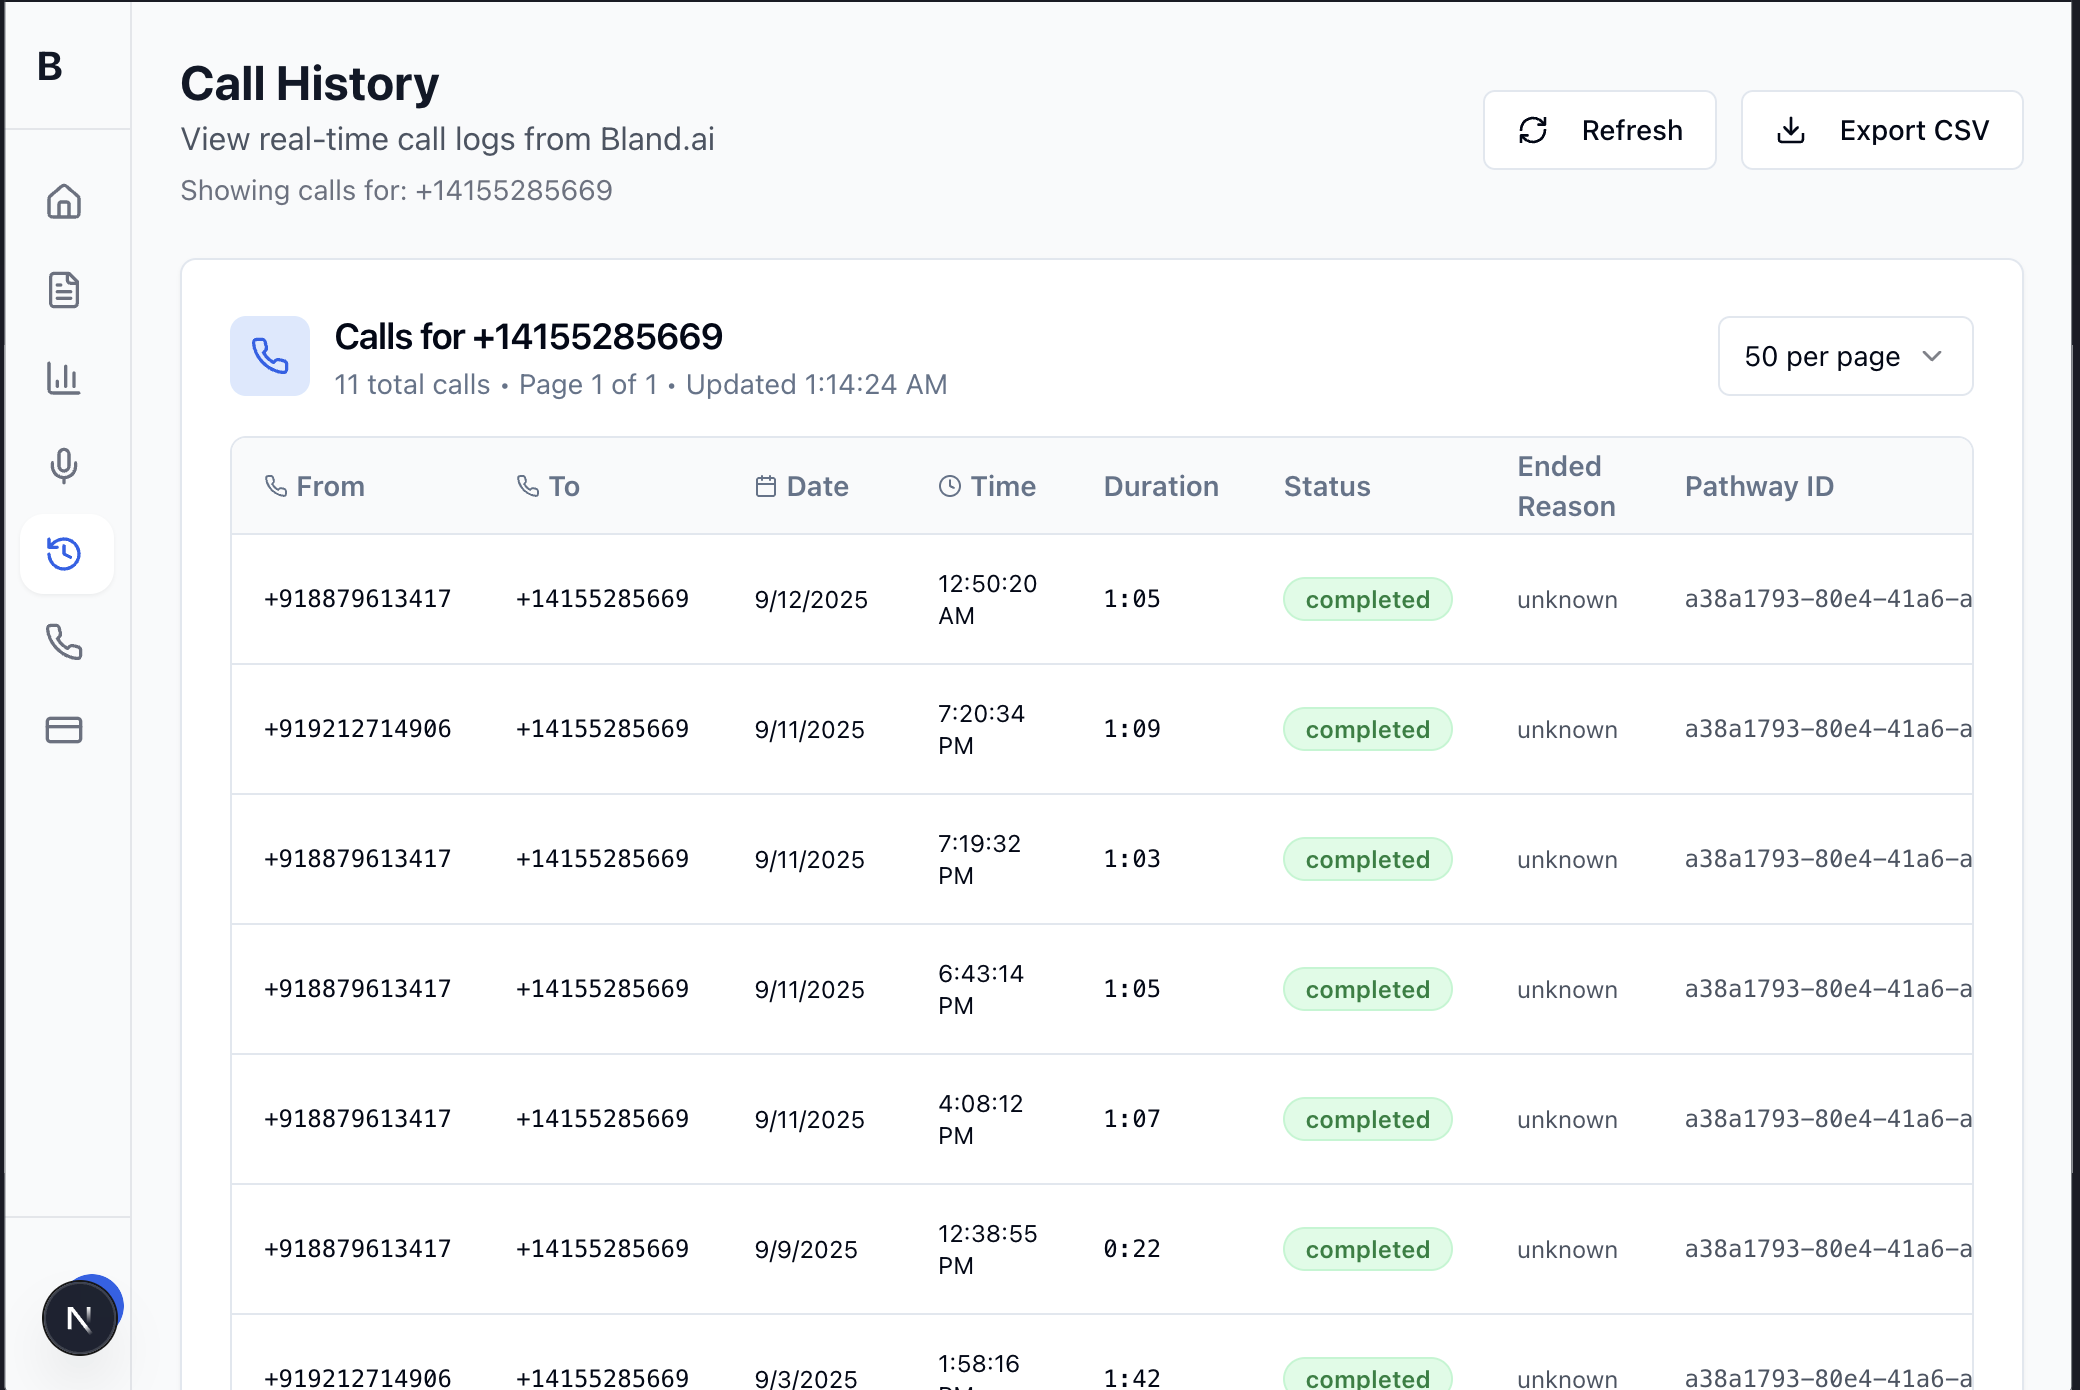 B
Call History
View real-time call logs from Bland.ai
Showing calls for: +14155285669
Refresh
Export CSV
Calls for +14155285669
11 total calls • Page 1 of 1 • Updated 1:14:24 AM
50 per page
From To Date Time Duration Status Ended Reason Pathway ID
+918879613417 +14155285669 9/12/2025 12:50:20 AM 1:05 completed unknown a38a1793-80e4-41a6-a
+919212714906 +14155285669 9/11/2025 7:20:34 PM 1:09 completed unknown a38a1793-80e4-41a6-a
+918879613417 +14155285669 9/11/2025 7:19:32 PM 1:03 completed unknown a38a1793-80e4-41a6-a
+918879613417 +14155285669 9/11/2025 6:43:14 PM 1:05 completed unknown a38a1793-80e4-41a6-a
+918879613417 +14155285669 9/11/2025 4:08:12 PM 1:07 completed unknown a38a1793-80e4-41a6-a
+918879613417 +14155285669 9/9/2025 12:38:55 PM 0:22 completed unknown a38a1793-80e4-41a6-a
+919212714906 +14155285669 9/3/2025 1:58:16 PM 1:42 completed unknown a38a1793-80e4-41a6-a
N